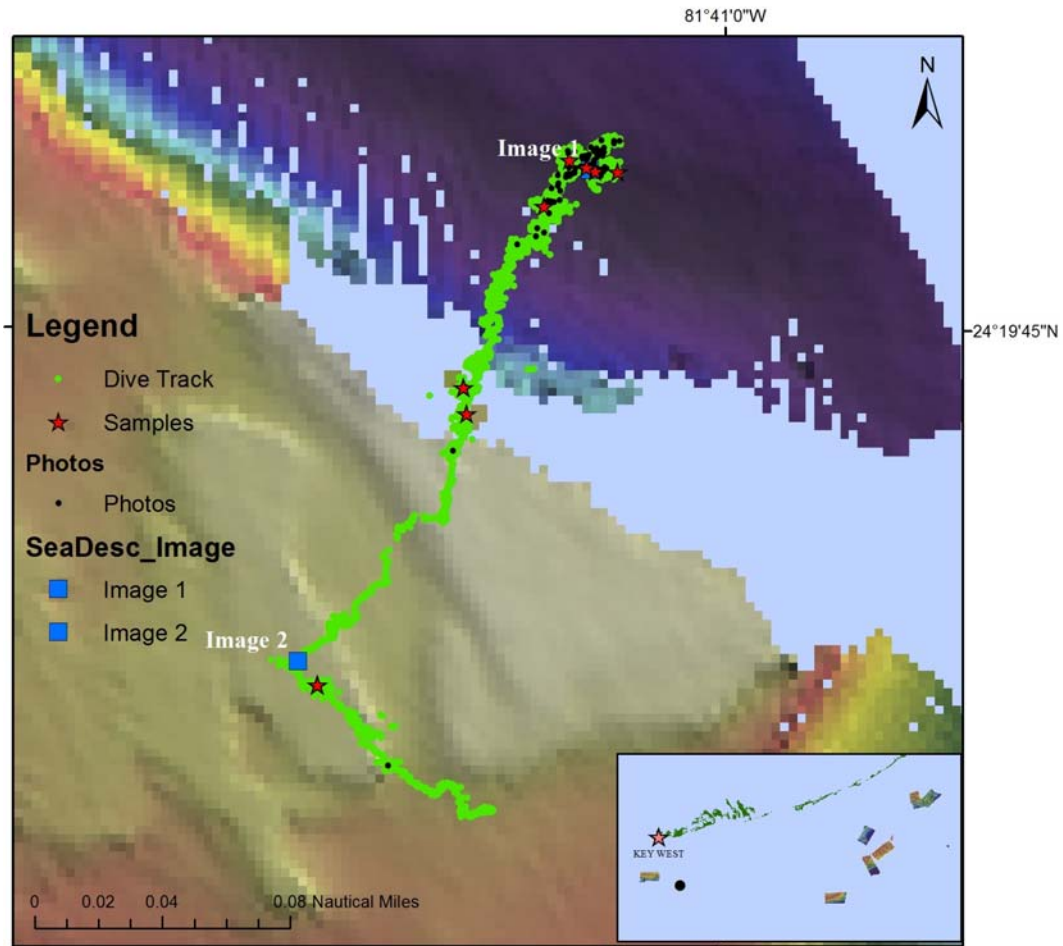 81°41'0"W
N
Image 1
24°19'45"N
Legend
Dive Track
Samples
Photos
Photos
SeaDesc_Image
Image 1
Image 2
Image 2
KEY WEST
0 0.02 0.04 0.08 Nautical Miles